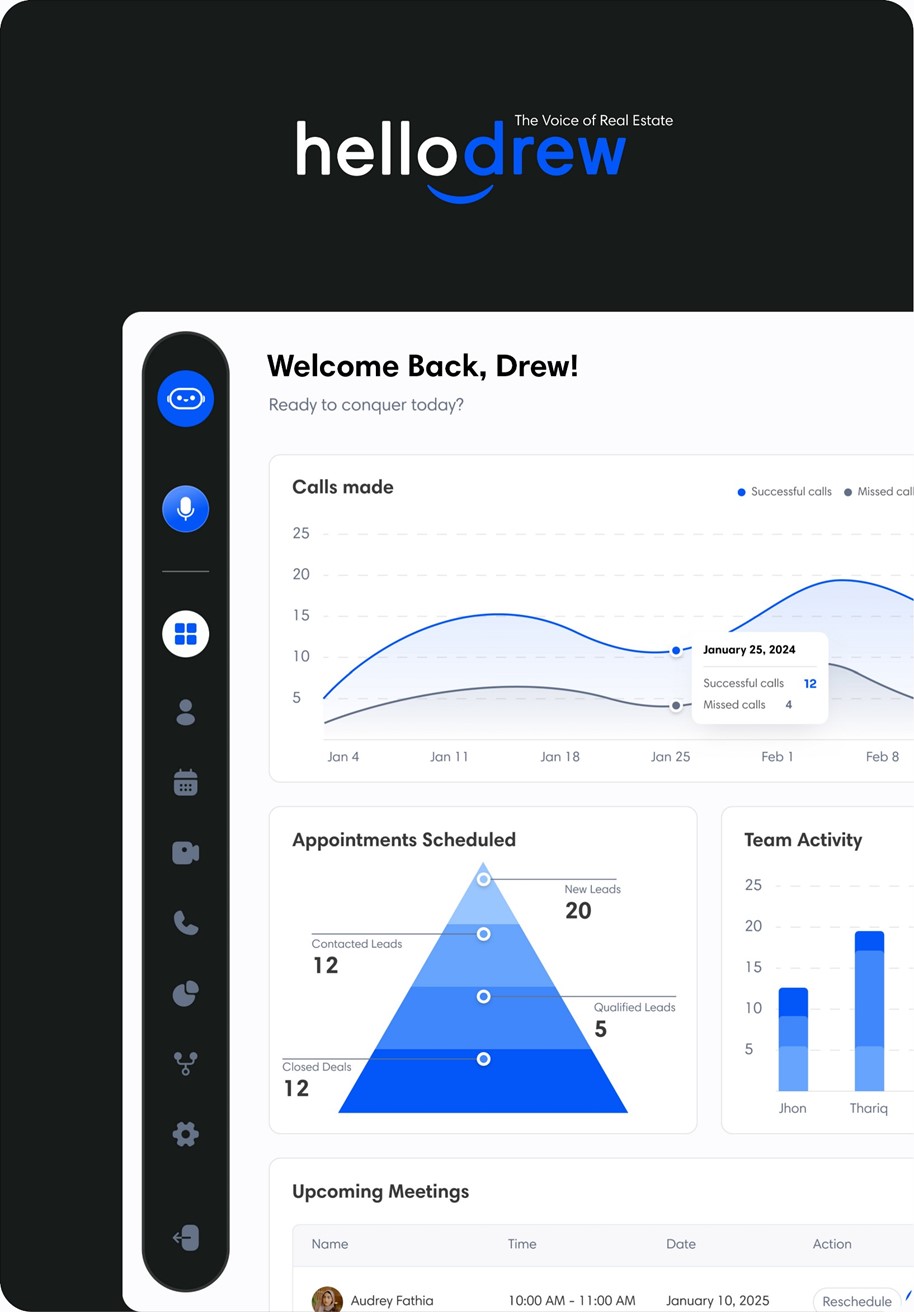 The Voice of Real Estate
hellodrew
Welcome Back, Drew!
Ready to conquer today?
Calls made
Successful calls
Missed call
25
20
15
10
5
January 25, 2024
Successful calls 12
Missed calls 4
Jan 4 Jan 11 Jan 18 Jan 25 Feb 1 Feb 8
Appointments Scheduled
New Leads
20
Contacted Leads
12
Qualified Leads
5
Closed Deals
12
Team Activity
25
20
15
10
5
Jhon Thariq
Upcoming Meetings
Name Time Date Action
Audrey Fathia 10:00 AM - 11:00 AM January 10, 2025 Reschedule